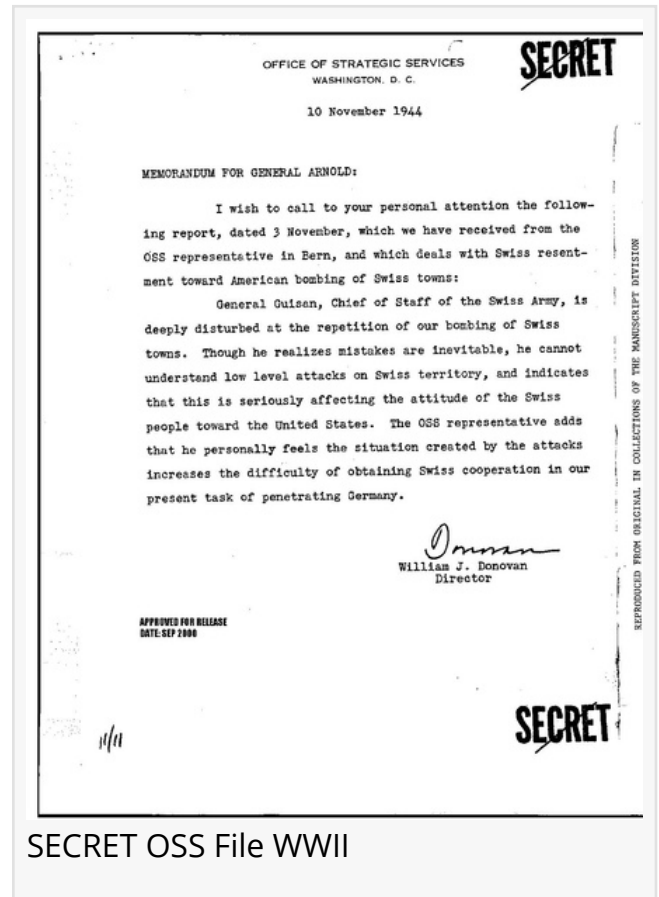 SECRET
OFFICE OF STRATEGIC SERVICES
WASHINGTON, D. C.
10 November 1944
MEMORANDUM FOR GENERAL ARNOLD:
I wish to call to your personal attention the follow-
ing report, dated 3 November, which we have received from the
OSS representative in Bern, and which deals with Swiss resent-
ment toward American bombing of Swiss towns:
General Guisan, Chief of Staff of the Swiss Army, is
deeply disturbed at the repetition of our bombing of Swiss
towns. Though he realizes mistakes are inevitable, he cannot
understand low level attacks on Swiss territory, and indicates
that this is seriously affecting the attitude of the Swiss
people toward the United States. The OSS representative adds
that he personally feels the situation created by the attacks
increases the difficulty of obtaining Swiss cooperation in our
present task of penetrating Germany.
Donovan
William J. Donovan
Director
APPROVED FOR RELEASE
DATE: SEP 2000
REPRODUCED FROM ORIGINAL IN COLLECTIONS OF THE MANUSCRIPT DIVISION
SECRET
11/11
SECRET OSS File WWII